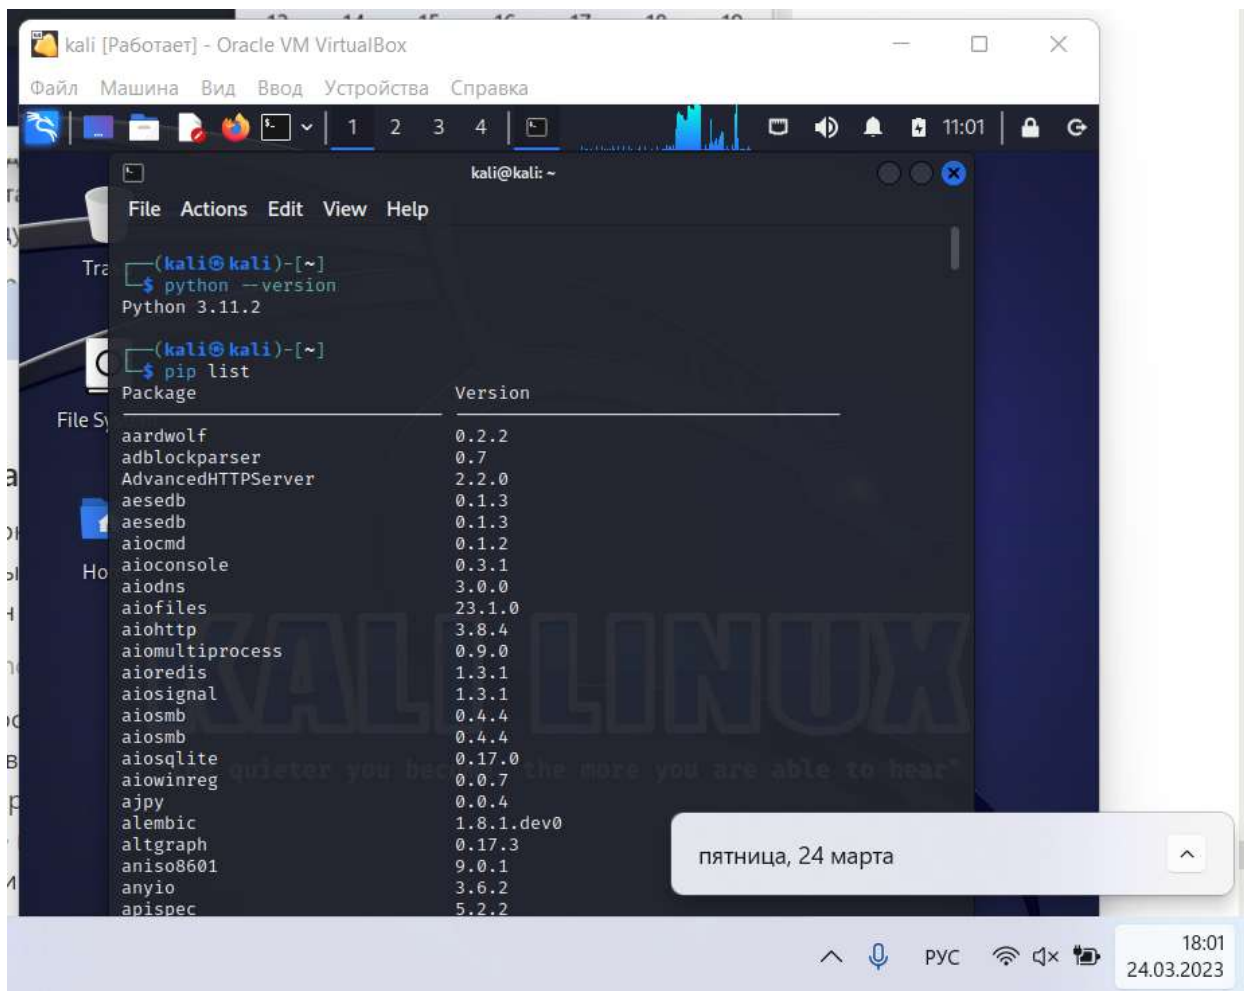 kali [Работает] - Oracle VM VirtualBox
Файл Машина Вид Ввод Устройства Справка
1 2 3 4 11:01
kali@kali: ~
File Actions Edit View Help
┌──(kali㉿kali)-[~]
└─$ python --version
Python 3.11.2
┌──(kali㉿kali)-[~]
└─$ pip list
Package Version
aardwolf 0.2.2
adblockparser 0.7
AdvancedHTTPServer 2.2.0
aesedb 0.1.3
aesedb 0.1.3
aiocmd 0.1.2
aioconsole 0.3.1
aiodns 3.0.0
aiofiles 23.1.0
aiohttp 3.8.4
aiomultiprocess 0.9.0
aioredis 1.3.1
aiosignal 1.3.1
aiosmb 0.4.4
aiosmb 0.4.4
aiosqlite 0.17.0
aiowinreg 0.0.7
ajpy 0.0.4
alembic 1.8.1.dev0
altgraph 0.17.3
aniso8601 9.0.1
anyio 3.6.2
apispec 5.2.2
Tra
File Sy
Ho
KALI LINUX
quieter you bec the more you are able to hear"
пятница, 24 марта
РУС
18:01
24.03.2023